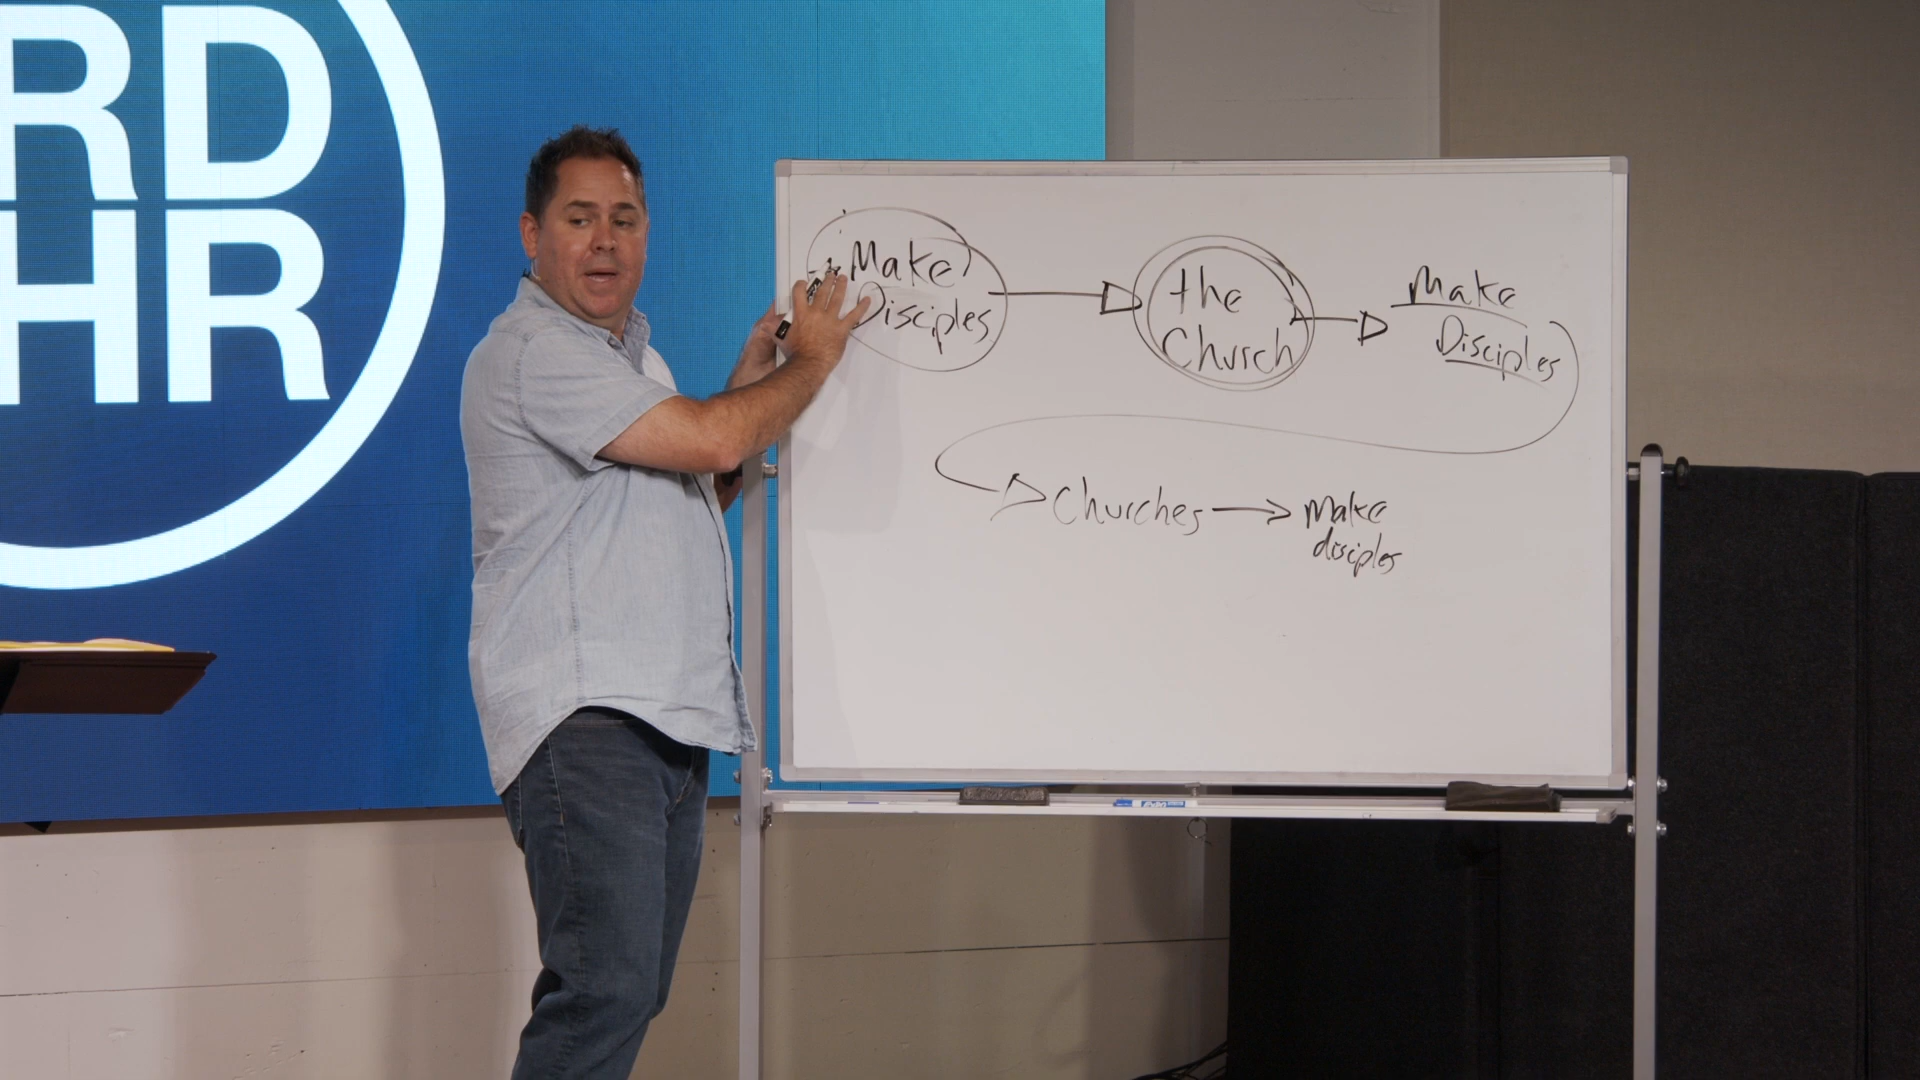 RD
HR
Make
Disciples
the
Church
Make
Disciples
Churches
make
disciples